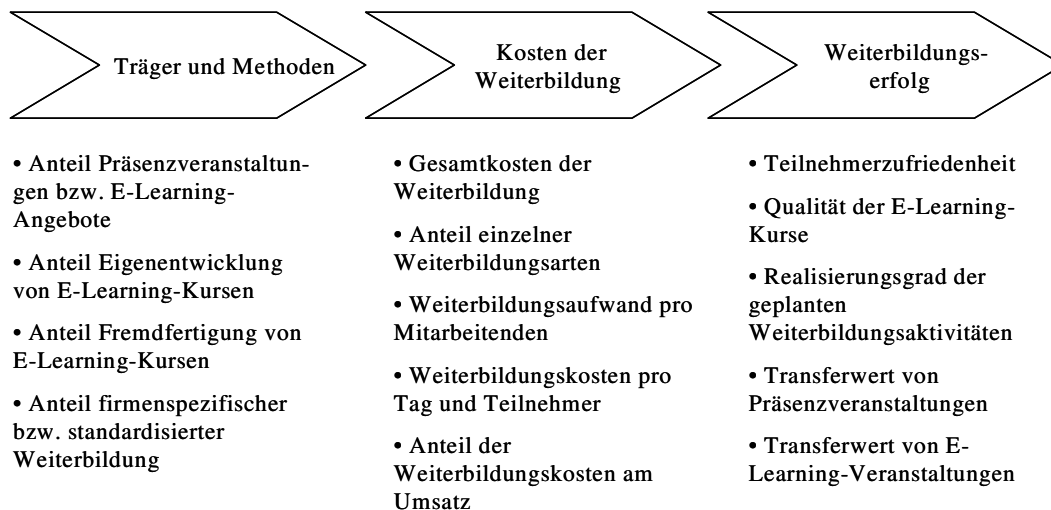 Träger und Methoden
Kosten der
Weiterbildung
Weiterbildungs-
erfolg
• Anteil Präsenzveranstaltun-
gen bzw. E-Learning-
Angebote
• Anteil Eigenentwicklung
von E-Learning-Kursen
• Anteil Fremdfertigung von
E-Learning-Kursen
• Anteil firmenspezifischer
bzw. standardisierter
Weiterbildung
• Gesamtkosten der
Weiterbildung
• Anteil einzelner
Weiterbildungsarten
• Weiterbildungsaufwand pro
Mitarbeitenden
• Weiterbildungskosten pro
Tag und Teilnehmer
• Anteil der
Weiterbildungskosten am
Umsatz
• Teilnehmerzufriedenheit
• Qualität der E-Learning-
Kurse
• Realisierungsgrad der
geplanten
Weiterbildungsaktivitäten
• Transferwert von
Präsenzveranstaltungen
• Transferwert von E-
Learning-Veranstaltungen